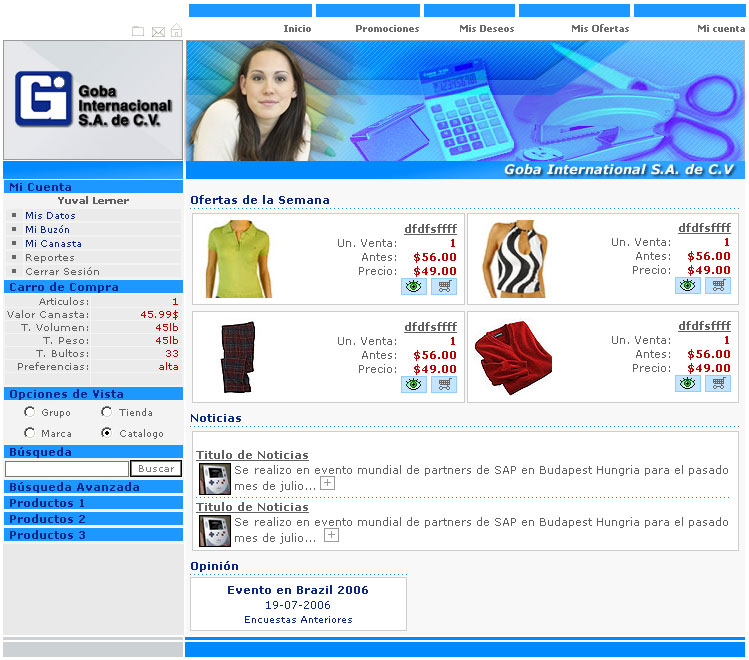 Inicio Promociones Mis Deseos Mis Ofertas Mi cuenta
Gi Goba
Internacional
S.A. de C.V.
Goba International S.A. de C.V
Mi Cuenta
Yuval Lerner
Mis Datos
Mi Buzón
Mi Canasta
Reportes
Cerrar Sesión
Carro de Compra
Articulos: 1
Valor Canasta: 45.99$
T. Volumen: 45lb
T. Peso: 45lb
T. Bultos: 33
Preferencias: alta
Opciones de Vista
Grupo Tienda
Marca Catalogo
Búsqueda
Buscar
Búsqueda Avanzada
Productos 1
Productos 2
Productos 3
Ofertas de la Semana
dfdfsffff
Un. Venta: 1
Antes: $56.00
Precio: $49.00
dfdfsffff
Un. Venta: 1
Antes: $56.00
Precio: $49.00
dfdfsffff
Un. Venta: 1
Antes: $56.00
Precio: $49.00
dfdfsffff
Un. Venta: 1
Antes: $56.00
Precio: $49.00
Noticias
Titulo de Noticias
Se realizo en evento mundial de partners de SAP en Budapest Hungria para el pasado
mes de julio...
Titulo de Noticias
Se realizo en evento mundial de partners de SAP en Budapest Hungria para el pasado
mes de julio...
Opinión
Evento en Brazil 2006
19-07-2006
Encuestas Anteriores